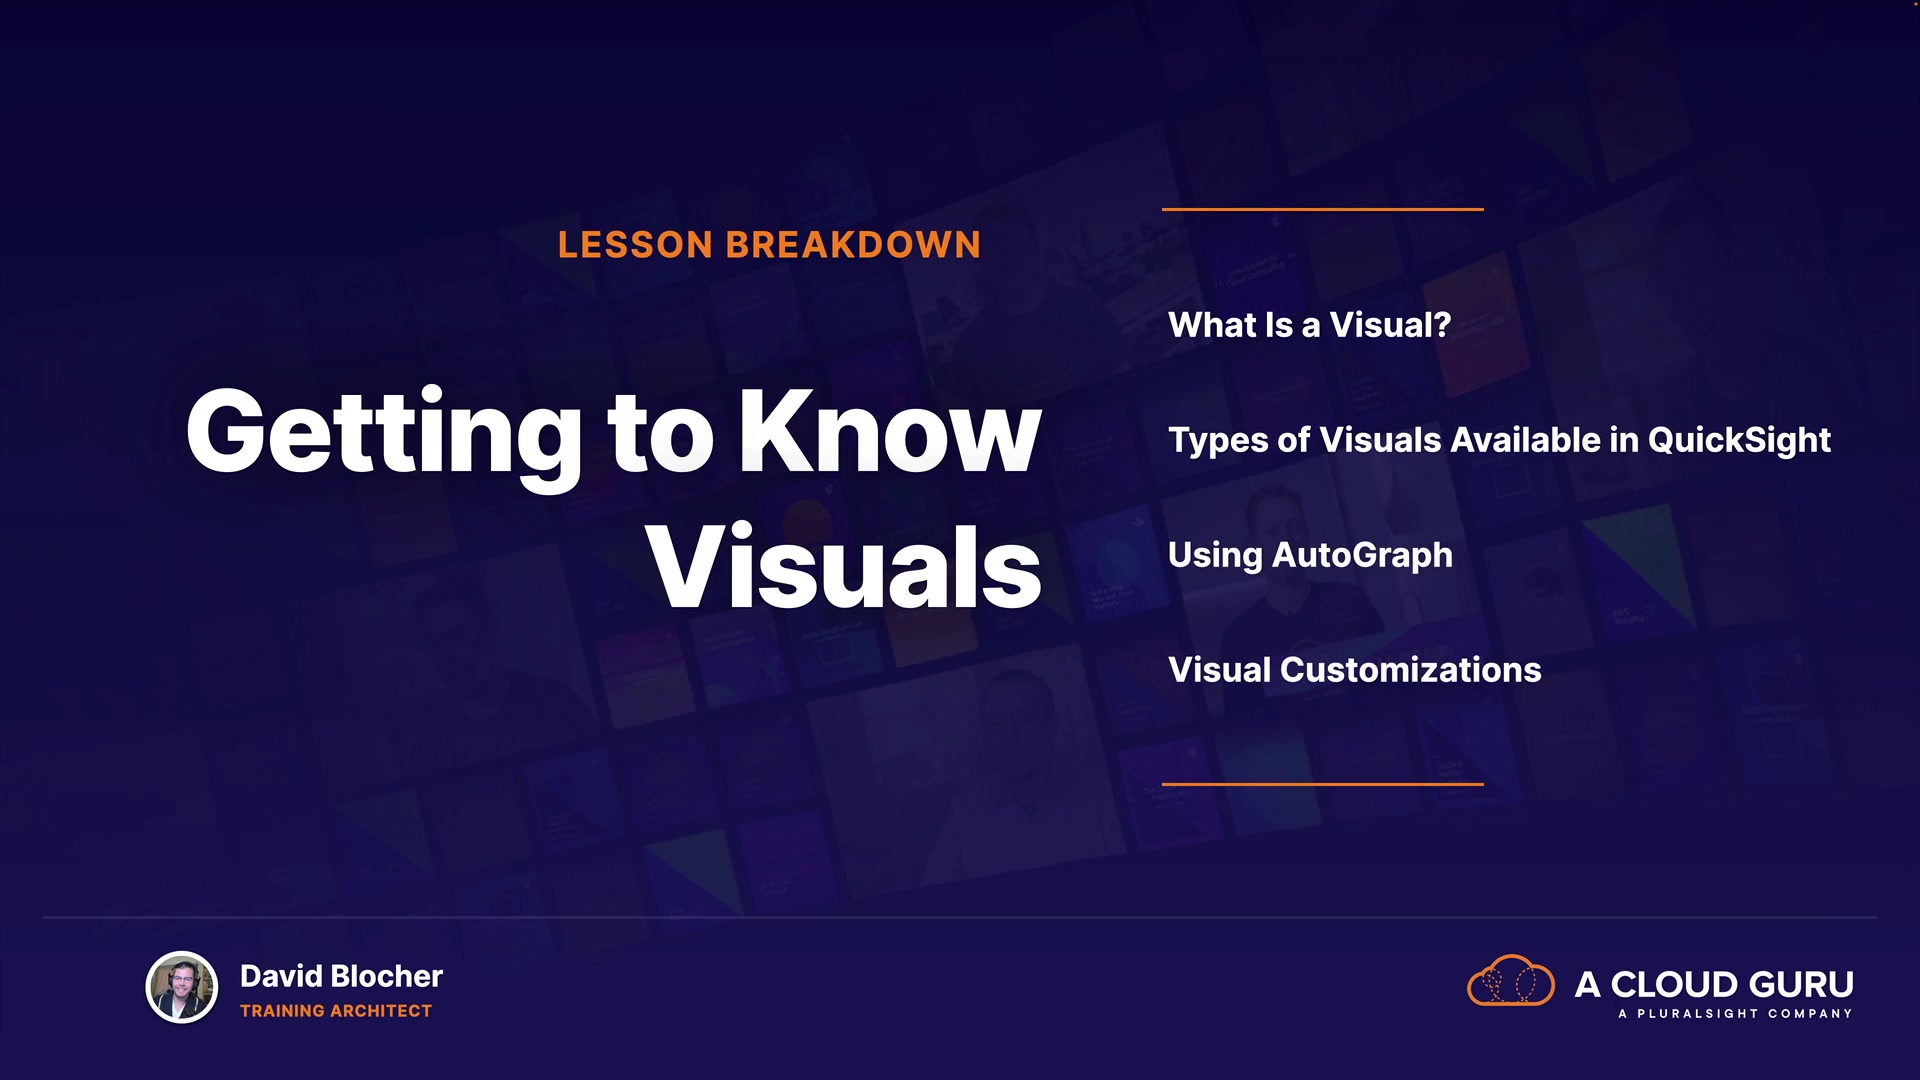 LESSON BREAKDOWN
Getting to Know
Visuals
What Is a Visual?
Types of Visuals Available in QuickSight
Using AutoGraph
Visual Customizations
David Blocher
TRAINING ARCHITECT
A CLOUD GURU
A PLURALSIGHT COMPANY